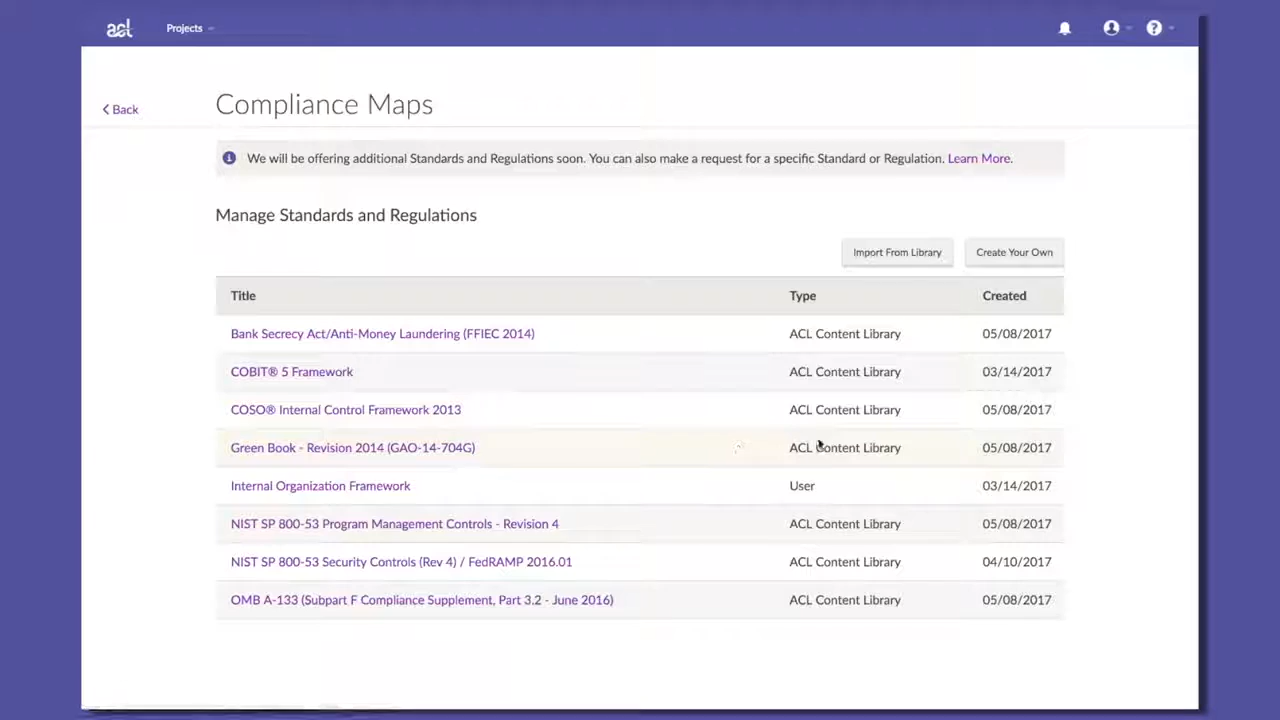 acl Projects
Back
Compliance Maps
We will be offering additional Standards and Regulations soon. You can also make a request for a specific Standard or Regulation. Learn More.
Manage Standards and Regulations
Import From Library Create Your Own
Title Type Created
Bank Secrecy Act/Anti-Money Laundering (FFIEC 2014) ACL Content Library 05/08/2017
COBIT® 5 Framework ACL Content Library 03/14/2017
COSO® Internal Control Framework 2013 ACL Content Library 05/08/2017
Green Book - Revision 2014 (GAO-14-704G) ACL Content Library 05/08/2017
Internal Organization Framework User 03/14/2017
NIST SP 800-53 Program Management Controls - Revision 4 ACL Content Library 05/08/2017
NIST SP 800-53 Security Controls (Rev 4) / FedRAMP 2016.01 ACL Content Library 04/10/2017
OMB A-133 (Subpart F Compliance Supplement, Part 3.2 - June 2016) ACL Content Library 05/08/2017